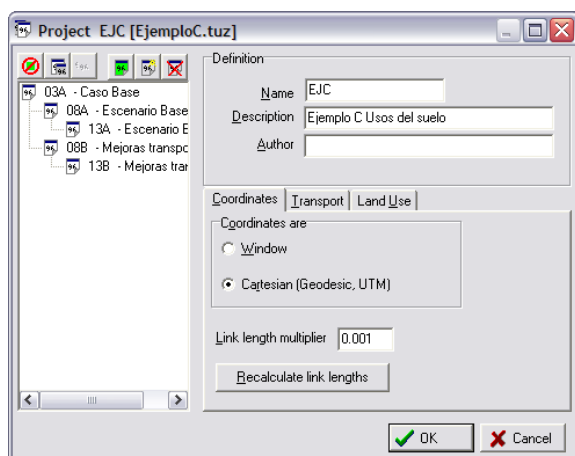 Project EJC [EjemploC.tuz]
03A - Caso Base
08A - Escenario Base
13A - Escenario E
08B - Mejoras transpc
13B - Mejoras trar
Definition
Name EJC
Description Ejemplo C Usos del suelo
Author
Coordinates Transport Land Use
Coordinates are
Window
Cartesian (Geodesic, UTM)
Link length multiplier 0.001
Recalculate link lengths
OK Cancel